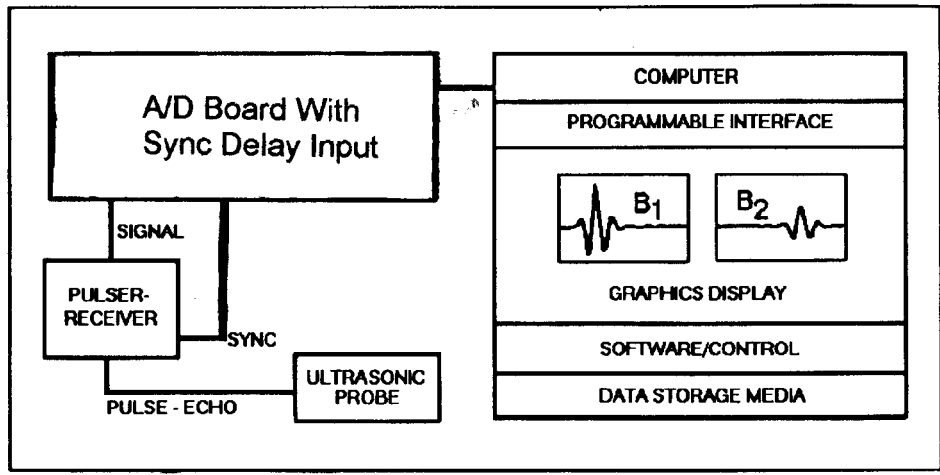 A/D Board With
Sync Delay Input
SIGNAL
PULSER-
RECEIVER
SYNC
PULSE - ECHO
ULTRASONIC
PROBE
COMPUTER
PROGRAMMABLE INTERFACE
B1
B2
GRAPHICS DISPLAY
SOFTWARE/CONTROL
DATA STORAGE MEDIA